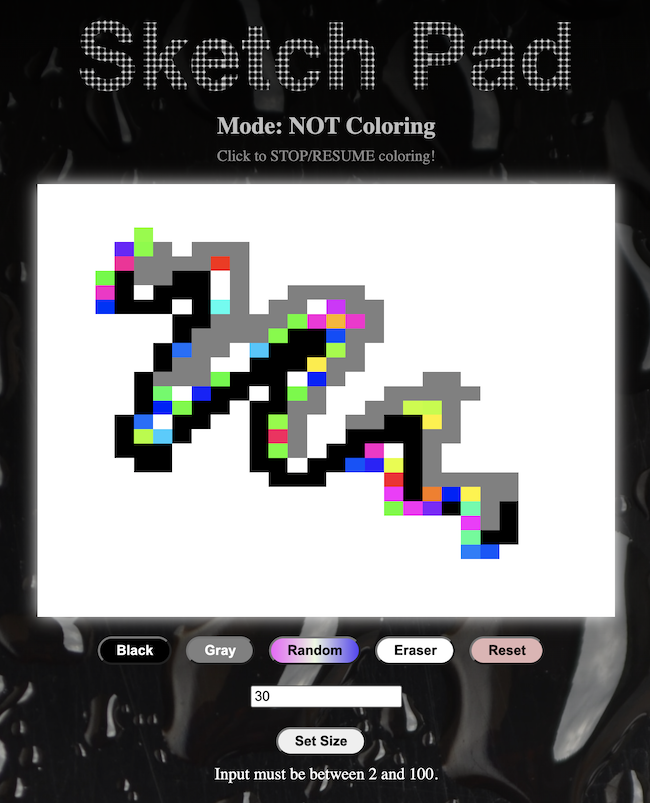 Sketch Pad
Mode: NOT Coloring
Click to STOP/RESUME coloring!
Black Gray Random Eraser Reset
30
Set Size
Input must be between 2 and 100.